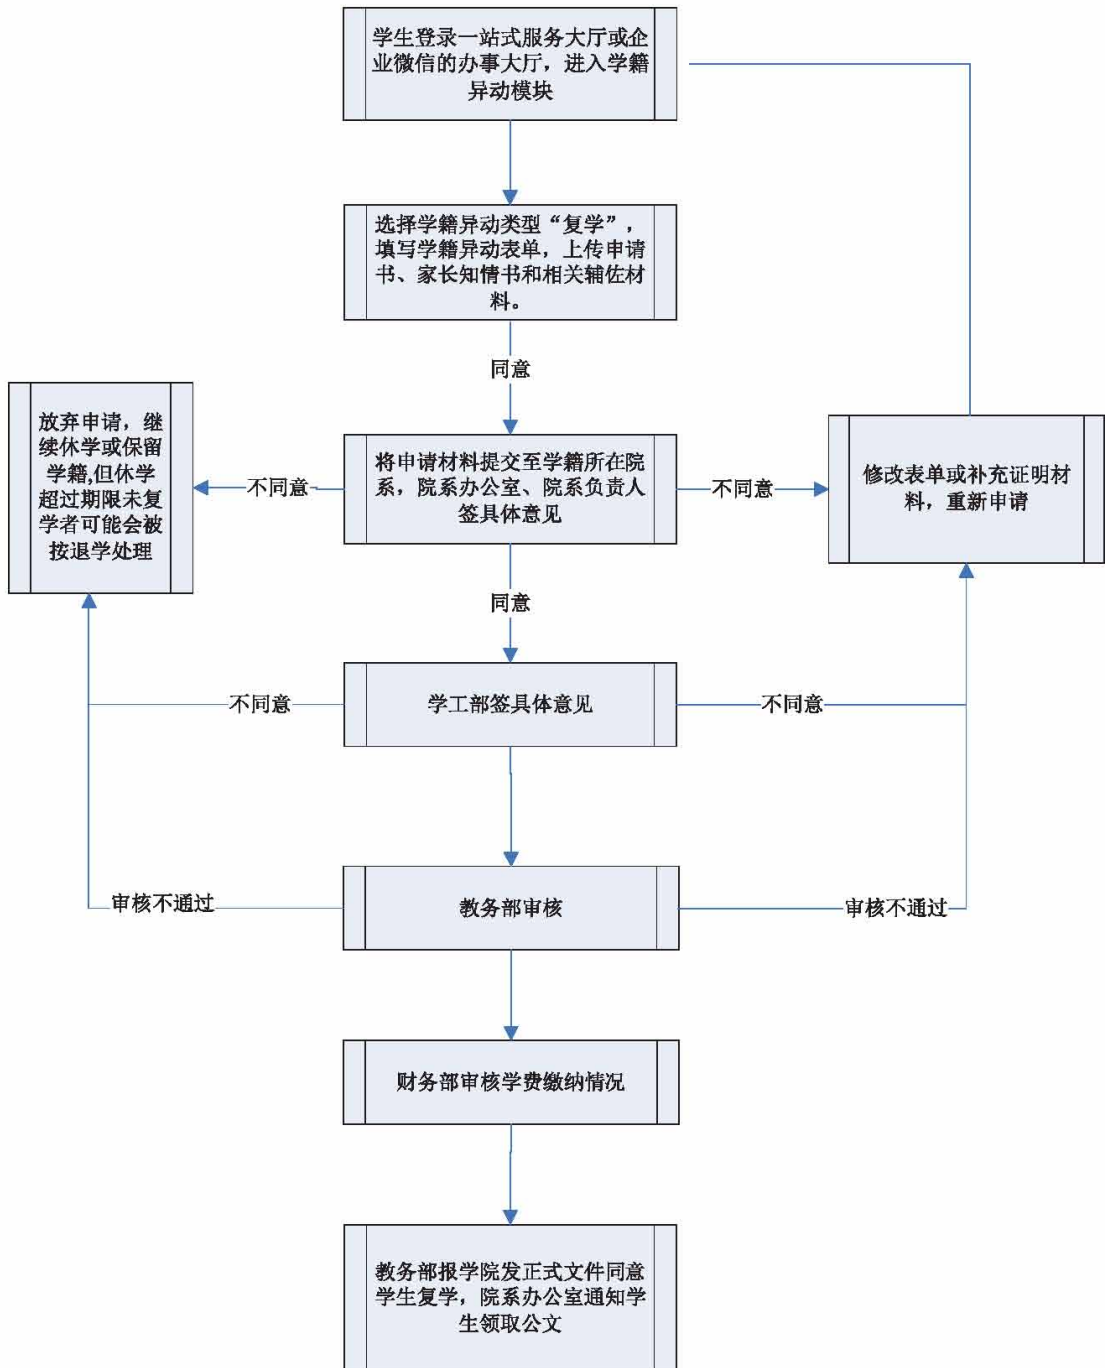 学生登录一站式服务大厅或企
业微信的办事大厅，进入学籍
异动模块
选择学籍异动类型“复学”，
填写学籍异动表单，上传申请
书、家长知情书和相关辅佐材
料。
同意
放弃申请，继
续休学或保留
学籍,但休学
超过期限未复
学者可能会被
按退学处理
不同意
将申请材料提交至学籍所在院
系，院系办公室、院系负责人
签具体意见
不同意
修改表单或补充证明材
料，重新申请
同意
不同意
学工部签具体意见
不同意
审核不通过
教务部审核
审核不通过
财务部审核学费缴纳情况
教务部报学院发正式文件同意
学生复学，院系办公室通知学
生领取公文